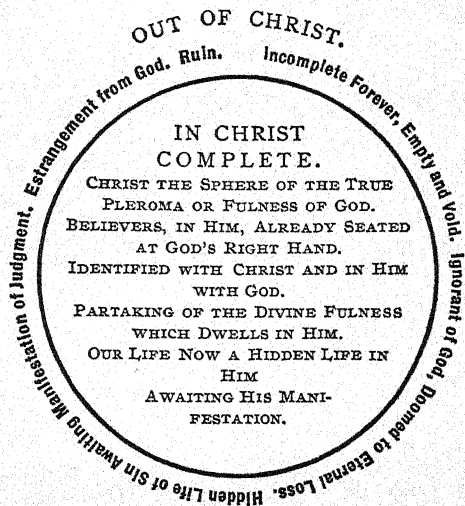 OUT OF CHRIST.
Incomplete Forever, Empty and Void. Ignorant of God, Doomed to Eternal Loss. Hidden Life of Sin Awaiting Manifestation of Judgment. Estrangement from God. Ruin.
IN CHRIST
COMPLETE.
CHRIST THE SPHERE OF THE TRUE
PLEROMA OR FULNESS OF GOD.
BELIEVERS, IN HIM, ALREADY SEATED
AT GOD'S RIGHT HAND.
IDENTIFIED WITH CHRIST AND IN HIM
WITH GOD.
PARTAKING OF THE DIVINE FULNESS
WHICH DWELLS IN HIM.
OUR LIFE NOW A HIDDEN LIFE IN
HIM
AWAITING HIS MANI-
FESTATION.